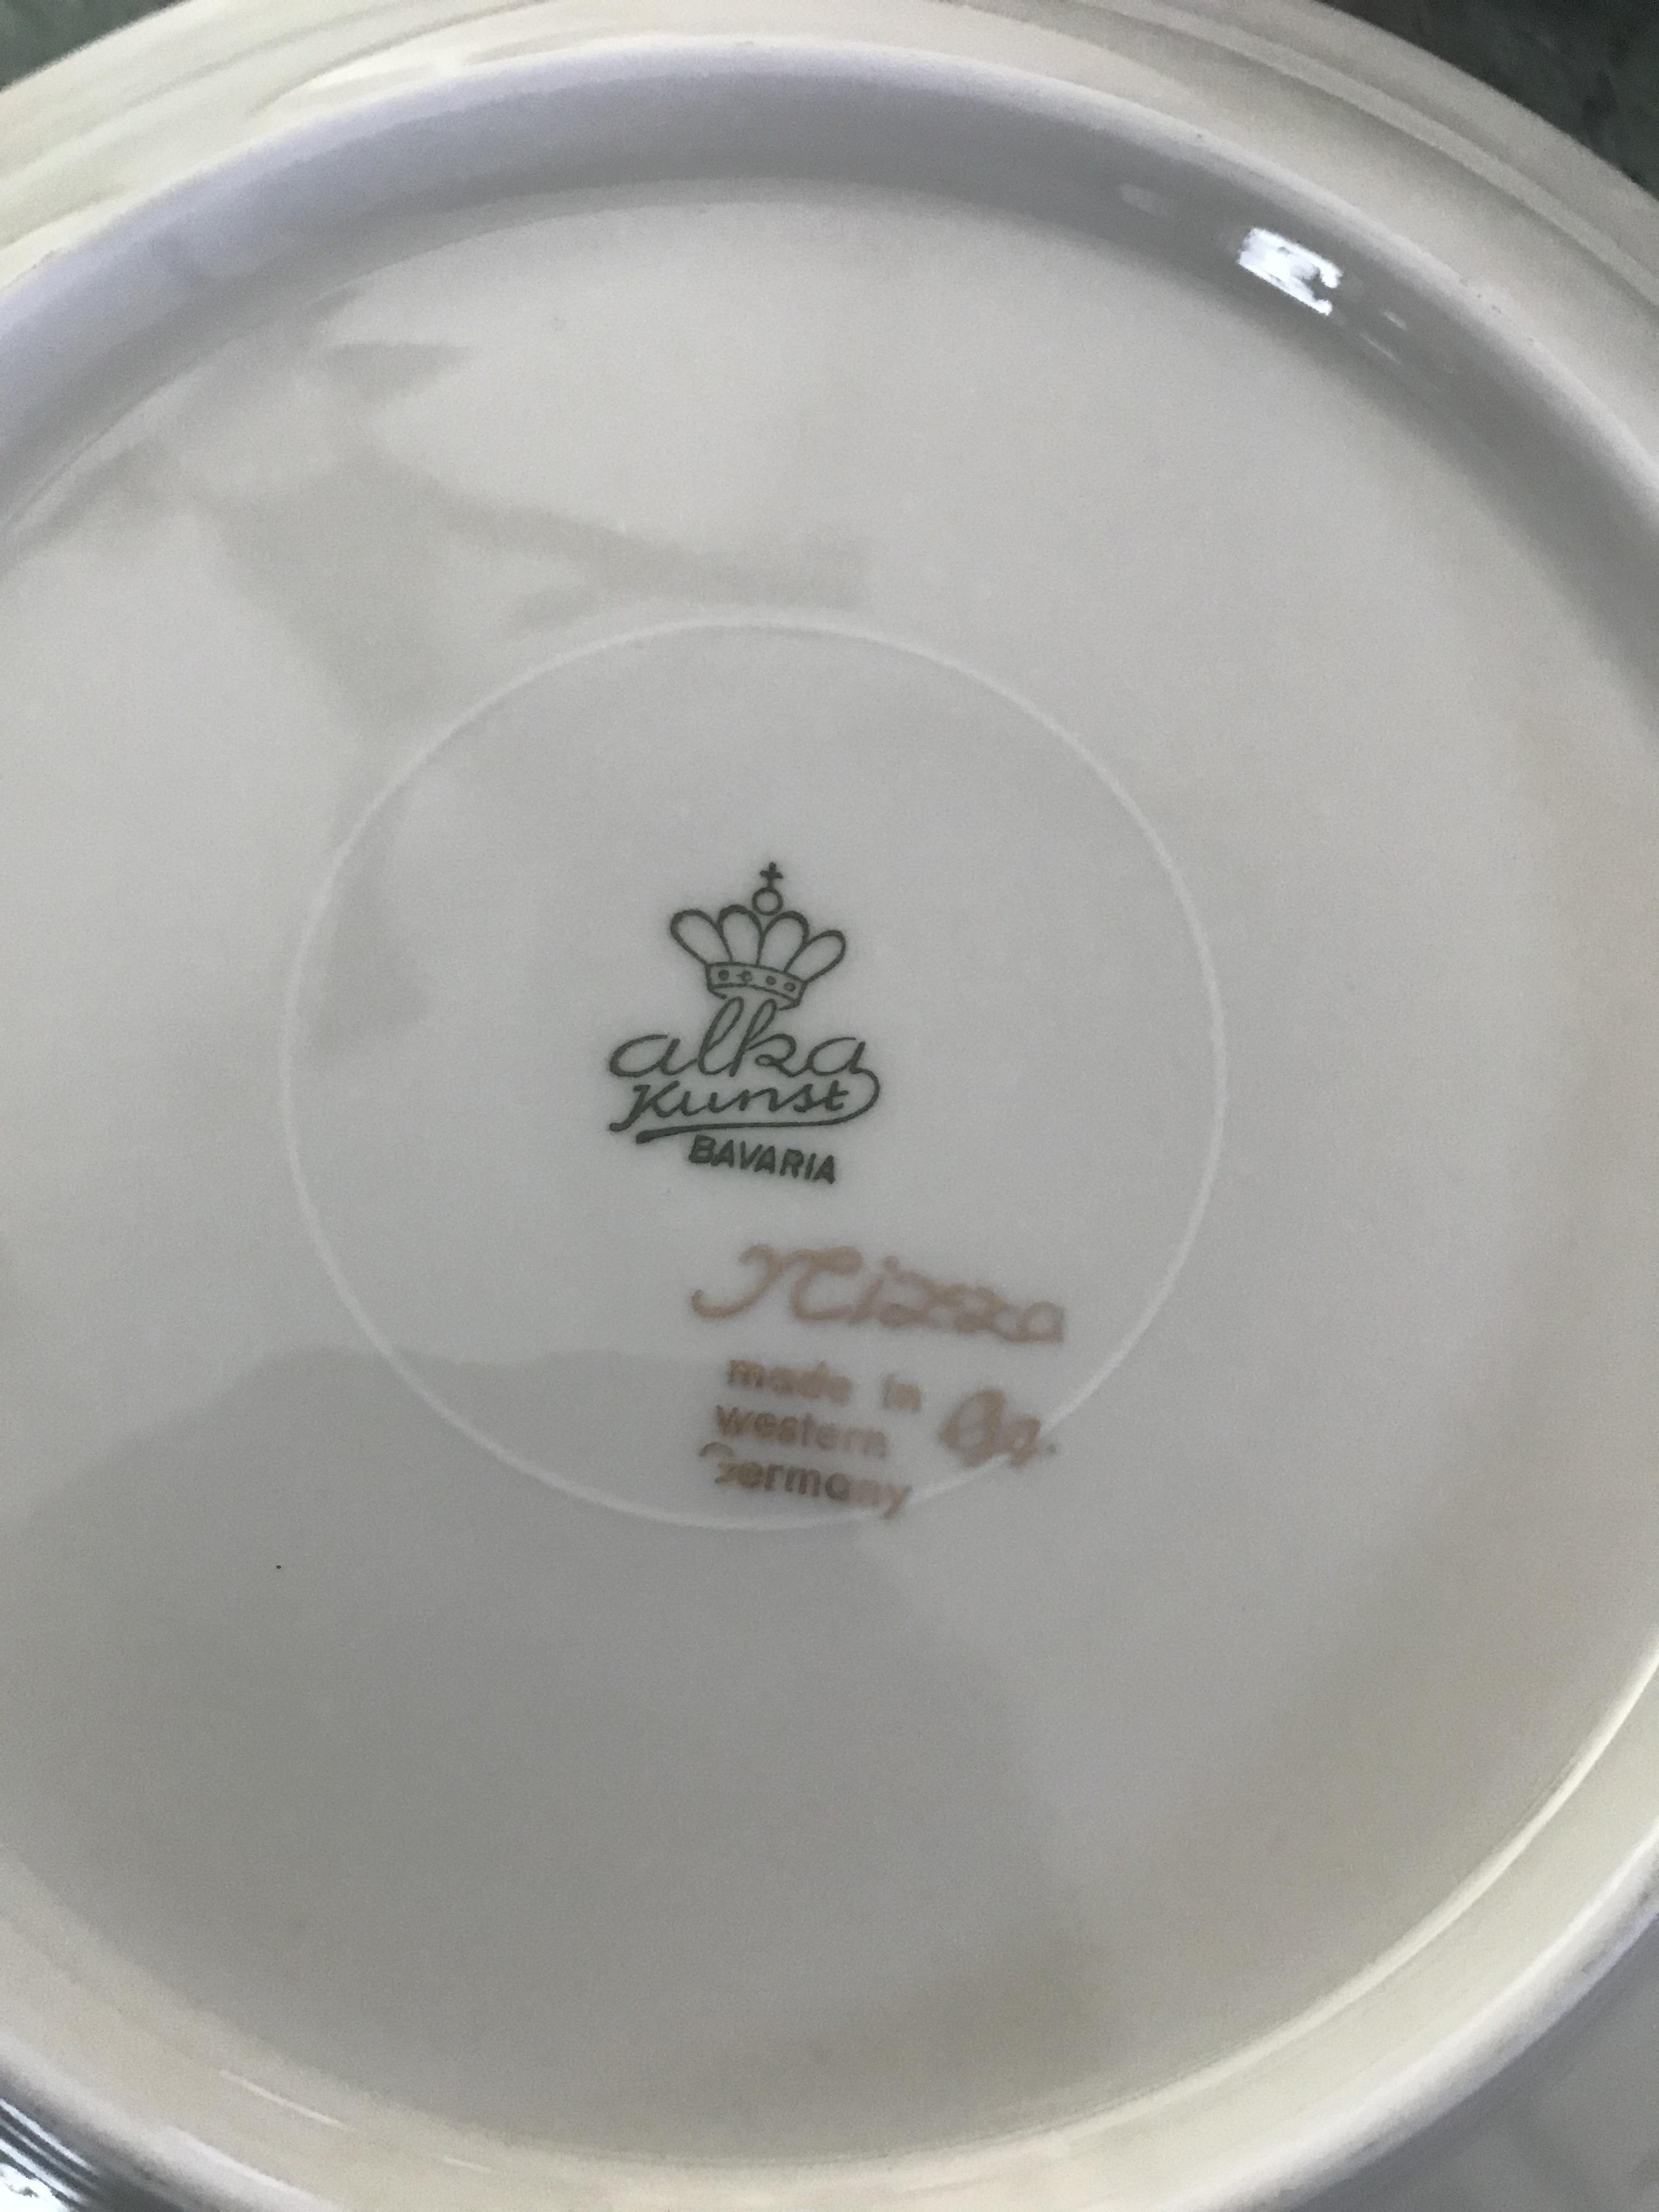 alka
Kunst
BAVARIA
Nizza
made in
western
Germany